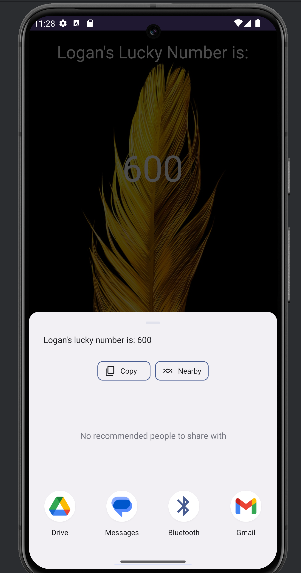 11:28
Logan's Lucky Number is:
600
Logan's lucky number is: 600
Copy
Nearby
No recommended people to share with
Drive
Messages
Bluetooth
Gmail